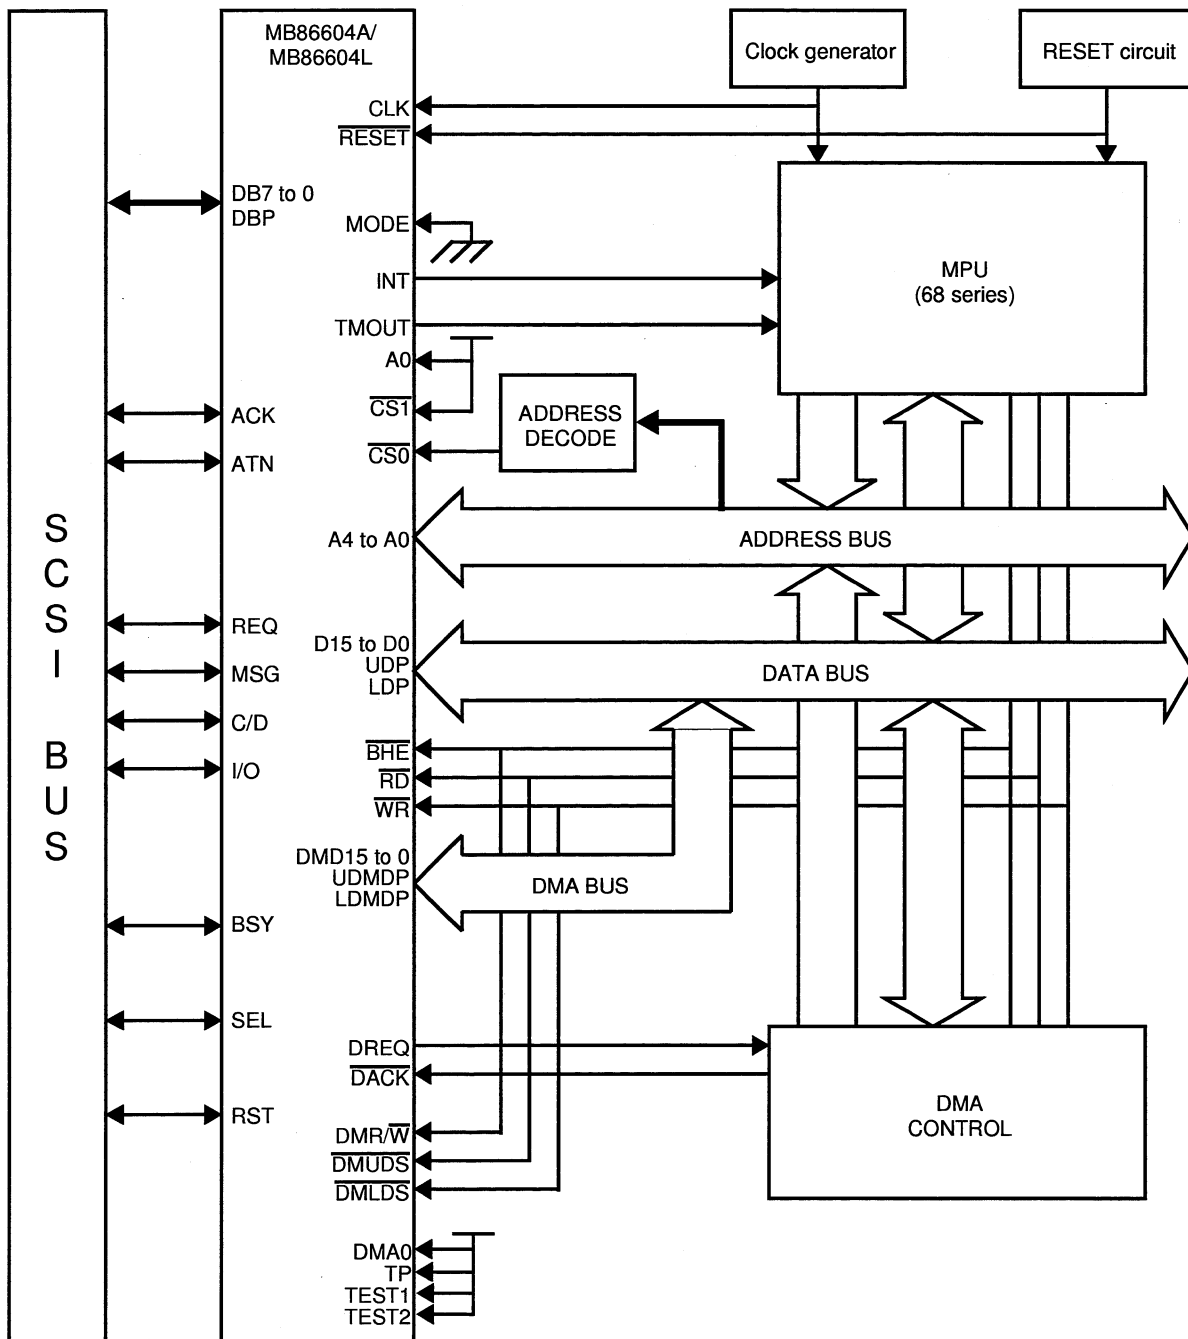 MB86604A/
MB86604L
Clock generator
RESET circuit
CLK
RESET
DB7 to 0
DBP
MODE
INT
MPU
(68 series)
TMOUT
A0
CS1
ADDRESS
DECODE
CS0
ACK
ATN
SCSI BUS
A4 to A0
ADDRESS BUS
REQ
D15 to D0
UDP
LDP
DATA BUS
MSG
C/D
I/O
BHE
RD
WR
DMD15 to 0
UDMDP
LDMDP
DMA BUS
BSY
SEL
DREQ
DACK
RST
DMA
CONTROL
DMR/W
DMUDS
DMLDS
DMA0
TP
TEST1
TEST2